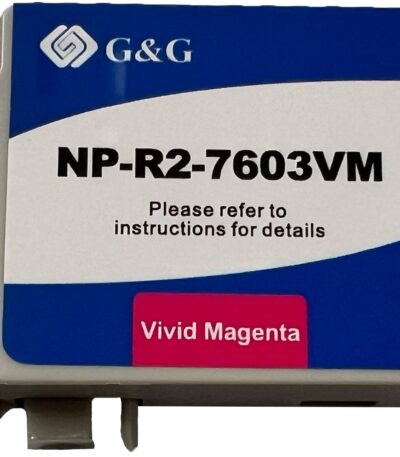 G&G
NP-R2-7603VM
Please refer to
instructions for details
Vivid Magenta